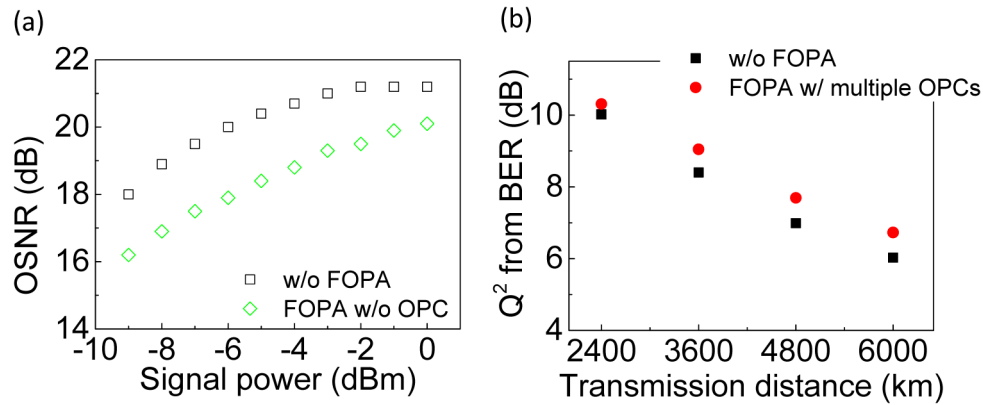 (a)
22
20
18
16
14
OSNR (dB)
w/o FOPA
FOPA w/o OPC
-10 -8 -6 -4 -2 0
Signal power (dBm)
(b)
w/o FOPA
FOPA w/ multiple OPCs
10
8
6
4
Q² from BER (dB)
2400 3600 4800 6000
Transmission distance (km)